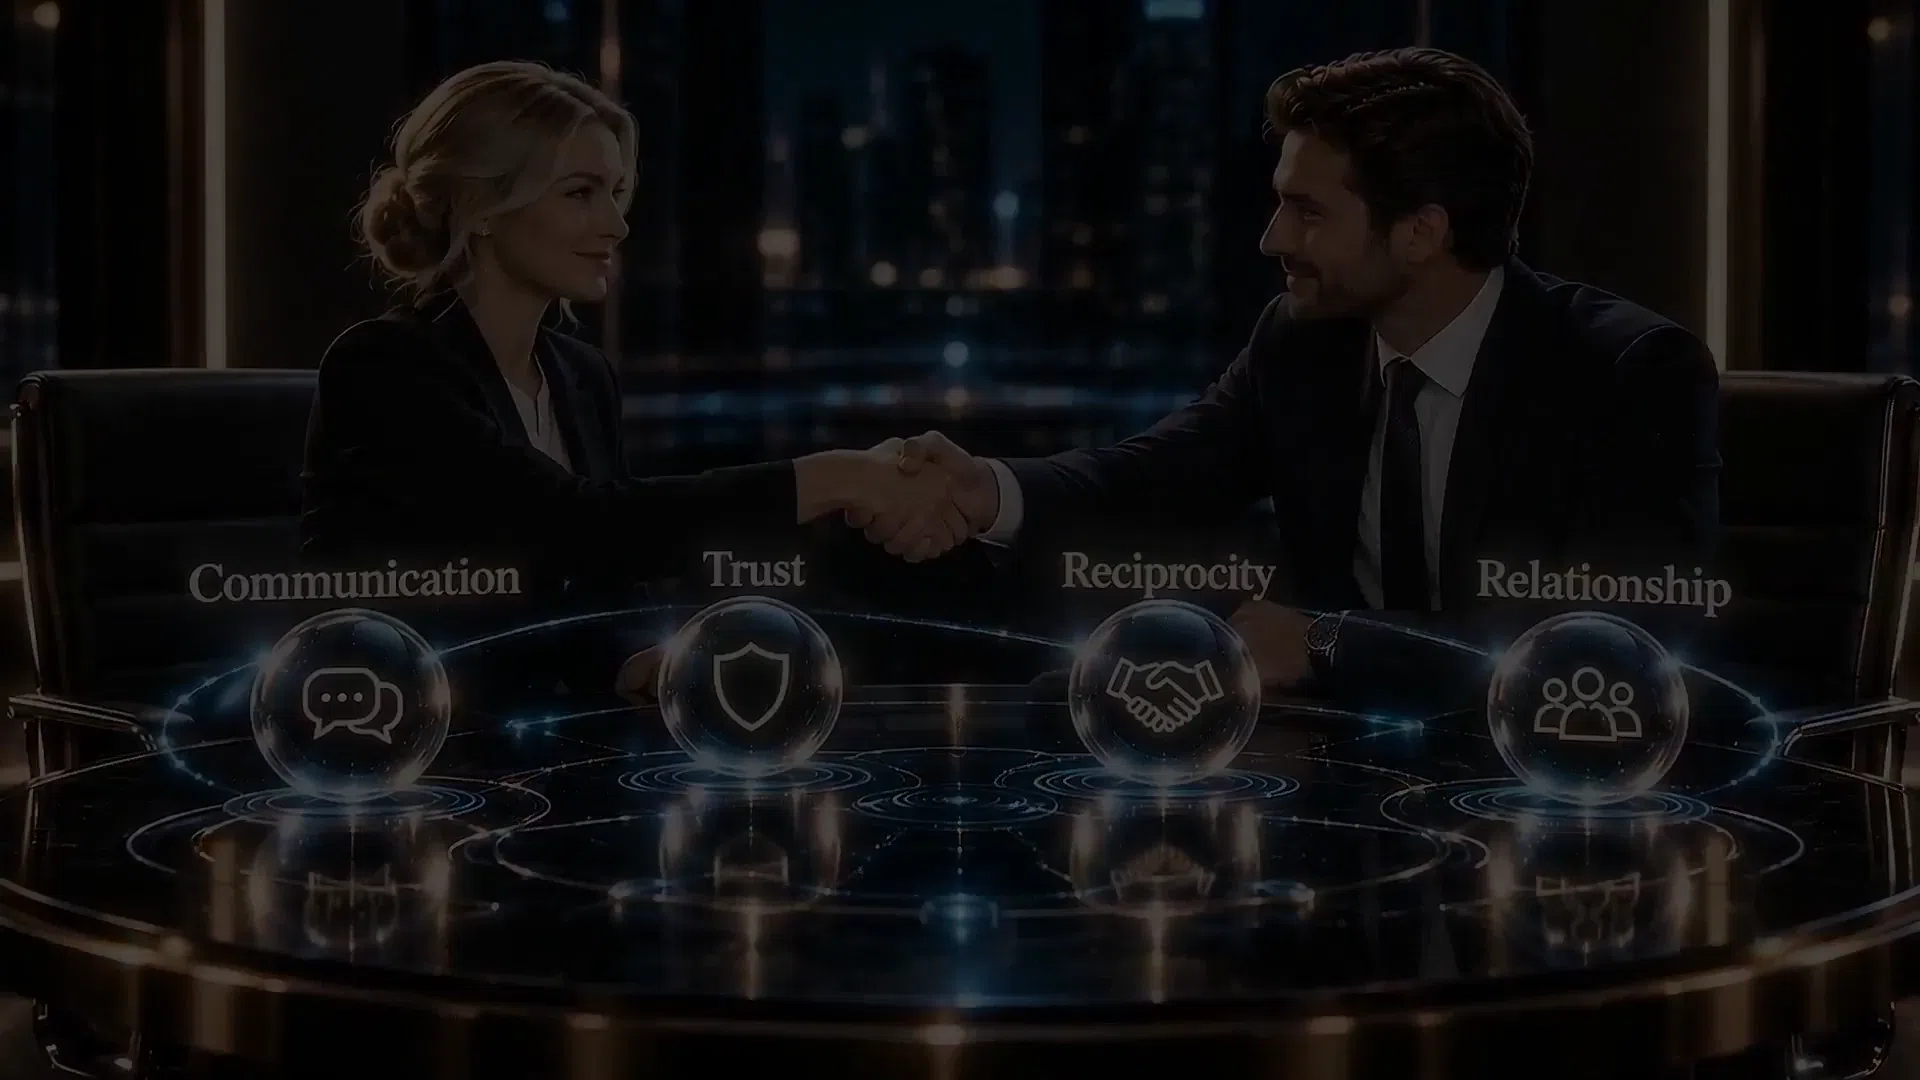 Communication
Trust
Reciprocity
Relationship